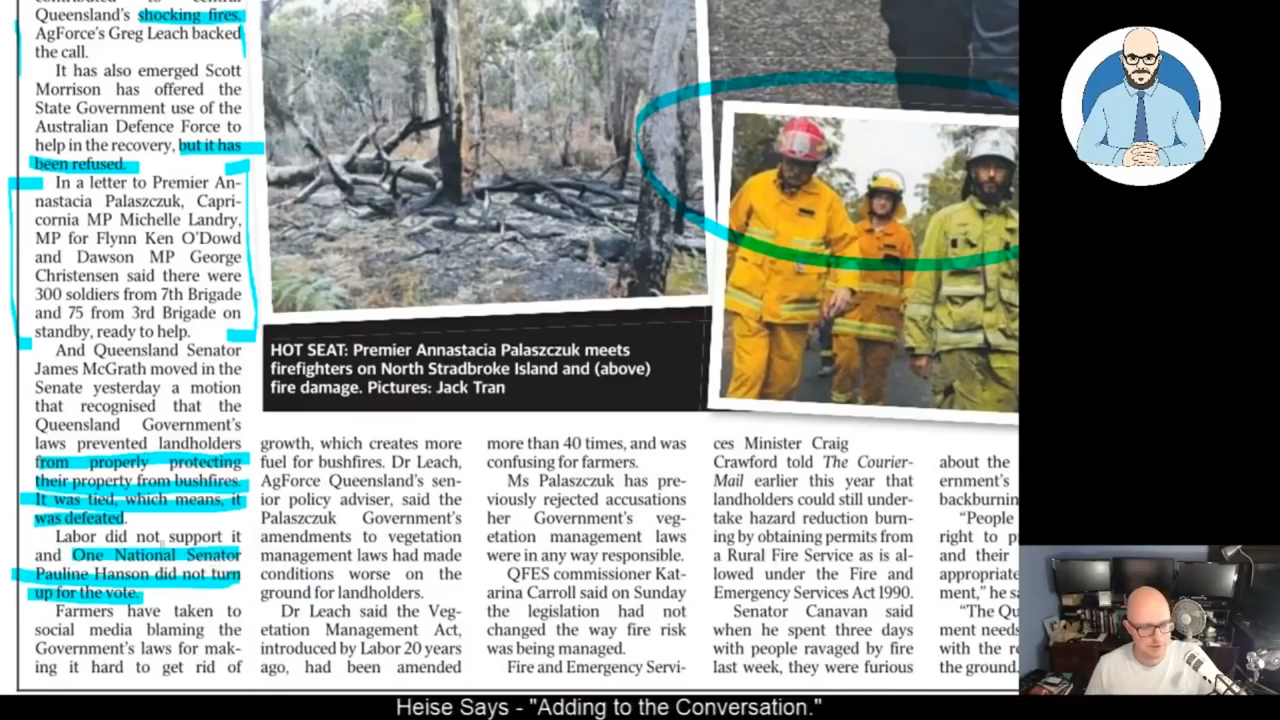 contributed to central
Queensland's shocking fires.
AgForce's Greg Leach backed
the call.
It has also emerged Scott
Morrison has offered the
State Government use of the
Australian Defence Force to
help in the recovery, but it has
been refused.
In a letter to Premier An-
nastacia Palaszczuk, Capri-
cornia MP Michelle Landry,
MP for Flynn Ken O'Dowd
and Dawson MP George
Christensen said there were
300 soldiers from 7th Brigade
and 75 from 3rd Brigade on
standby, ready to help.
And Queensland Senator
James McGrath moved in the
Senate yesterday a motion
that recognised that the
Queensland Government's
laws prevented landholders
from properly protecting
their property from bushfires.
It was tied, which means, it
was defeated.
Labor did not support it
and One National Senator
Pauline Hanson did not turn
up for the vote.
Farmers have taken to
social media blaming the
Government's laws for mak-
ing it hard to get rid of
HOT SEAT: Premier Annastacia Palaszczuk meets
firefighters on North Stradbroke Island and (above)
fire damage. Pictures: Jack Tran
growth, which creates more
fuel for bushfires. Dr Leach,
AgForce Queensland's sen-
ior policy adviser, said the
Palaszczuk Government's
amendments to vegetation
management laws had made
conditions worse on the
ground for landholders.
Dr Leach said the Veg-
etation Management Act,
introduced by Labor 20 years
ago, had been amended
more than 40 times, and was
confusing for farmers.
Ms Palaszczuk has pre-
viously rejected accusations
her Government's veg-
etation management laws
were in any way responsible.
QFES commissioner Kat-
arina Carroll said on Sunday
the legislation had not
changed the way fire risk
was being managed.
Fire and Emergency Servi-
ces Minister Craig
Crawford told The Courier-
Mail earlier this year that
landholders could still under-
take hazard reduction burn-
ing by obtaining permits from
a Rural Fire Service as is al-
lowed under the Fire and
Emergency Services Act 1990.
Senator Canavan said
when he spent three days
with people ravaged by fire
last week, they were furious
about the
ernment's
backburnin
"People
right to p
and their
appropriate
ment," he sa
"The Qu
ment needs
with the re
the ground.
Heise Says - "Adding to the Conversation."